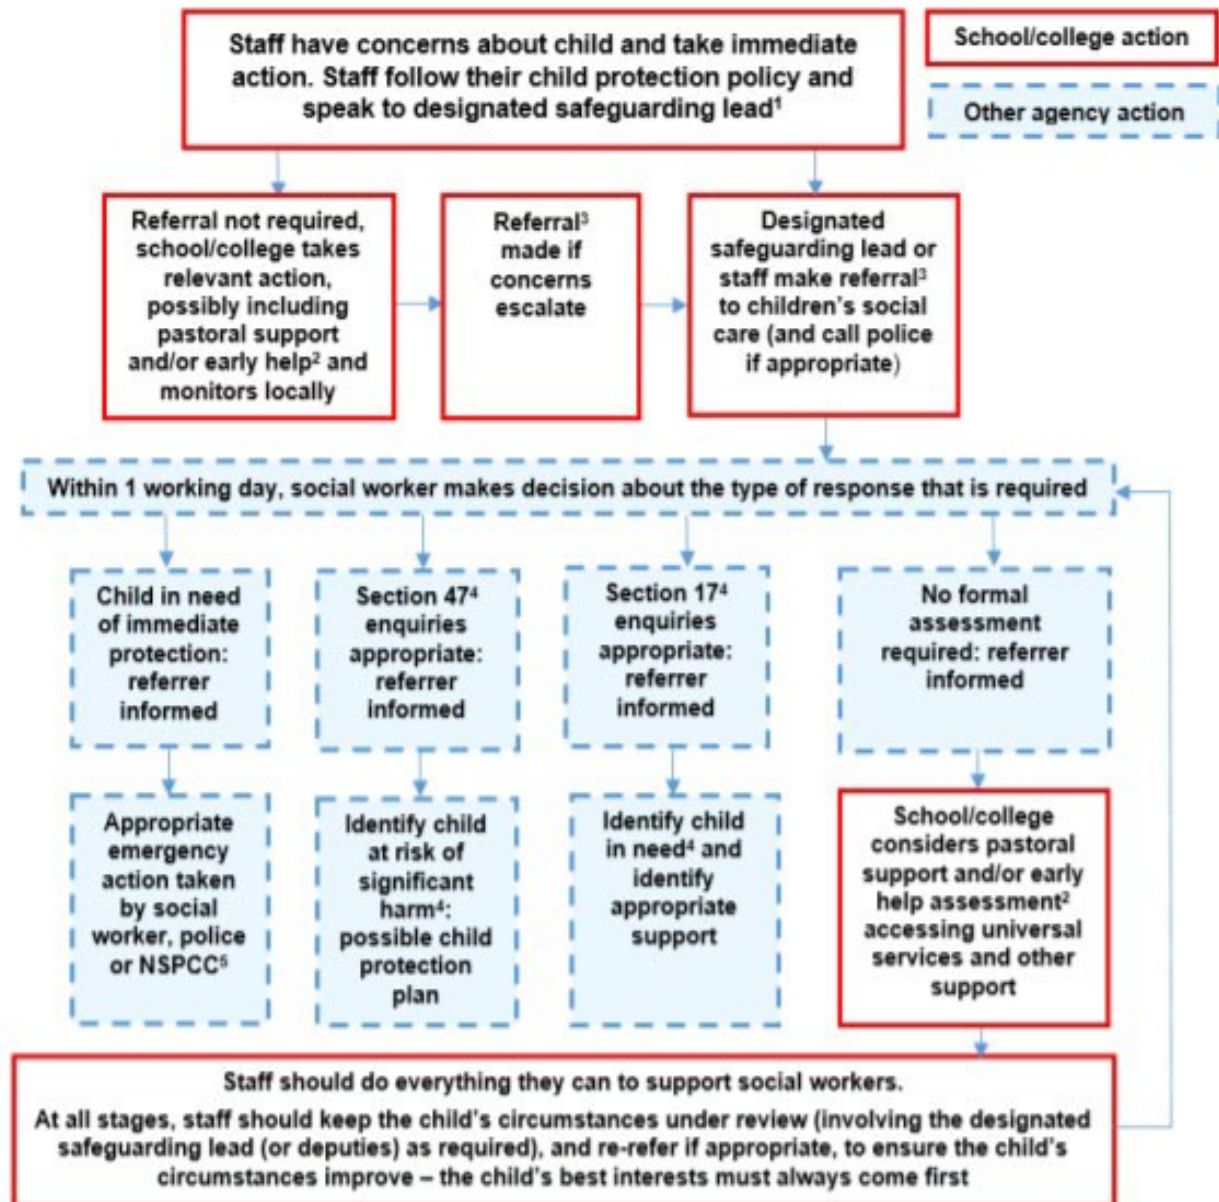 Staff have concerns about child and take immediate
action. Staff follow their child protection policy and
speak to designated safeguarding lead¹
School/college action
Other agency action
Referral not required,
school/college takes
relevant action,
possibly including
pastoral support
and/or early help² and
monitors locally
Referral³
made if
concerns
escalate
Designated
safeguarding lead or
staff make referral³
to children's social
care (and call police
if appropriate)
Within 1 working day, social worker makes decision about the type of response that is required
Child in need
of immediate
protection:
referrer
informed
Section 47⁴
enquiries
appropriate:
referrer
informed
Section 17⁴
enquiries
appropriate:
referrer
informed
No formal
assessment
required: referrer
informed
Appropriate
emergency
action taken
by social
worker, police
or NSPCC⁵
Identify child
at risk of
significant
harm⁴:
possible child
protection
plan
Identify child
in need⁴ and
identify
appropriate
support
School/college
considers pastoral
support and/or early
help assessment²
accessing universal
services and other
support
Staff should do everything they can to support social workers.
At all stages, staff should keep the child's circumstances under review (involving the designated
safeguarding lead (or deputies) as required), and re-refer if appropriate, to ensure the child's
circumstances improve – the child's best interests must always come first